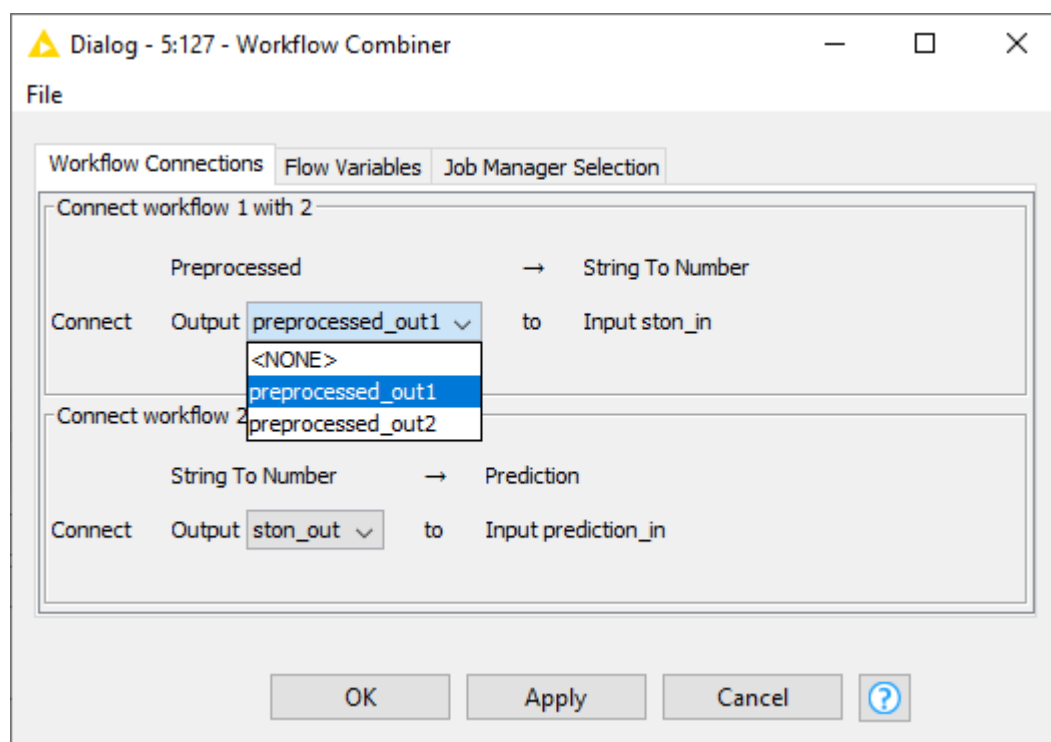 Dialog - 5:127 - Workflow Combiner
File
Workflow Connections Flow Variables Job Manager Selection
Connect workflow 1 with 2
Preprocessed → String To Number
Connect Output preprocessed_out1 to Input ston_in
<NONE>
preprocessed_out1
Connect workflow 2
preprocessed_out2
String To Number → Prediction
Connect Output ston_out to Input prediction_in
OK Apply Cancel ?